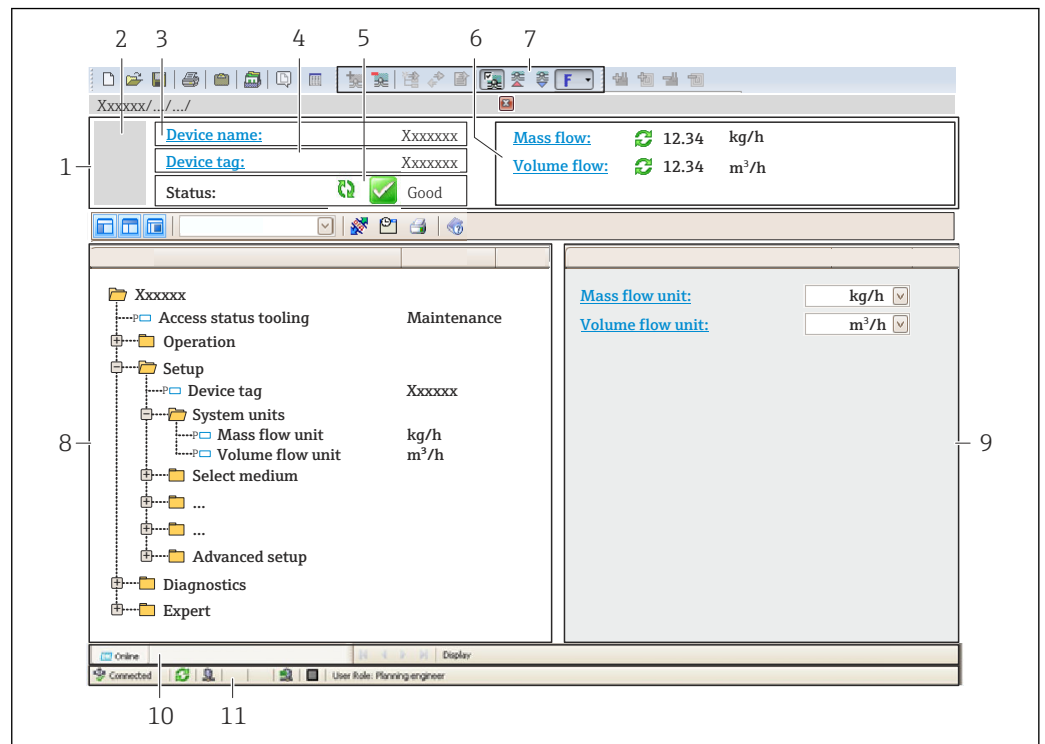 2 3 4 5 6 7
F
Xxxxxx/.../.../
1
Device name: Xxxxxxx
Device tag: Xxxxxxx
Status: Good
Mass flow: 12.34 kg/h
Volume flow: 12.34 m³/h
Xxxxxx
P Access status tooling Maintenance
Operation
Setup
P Device tag Xxxxxx
System units
P Mass flow unit kg/h
P Volume flow unit m³/h
Select medium
...
...
Advanced setup
Diagnostics
Expert
Mass flow unit: kg/h
Volume flow unit: m³/h
8 9
Online Display
Connected User Role: Planning engineer
10 11